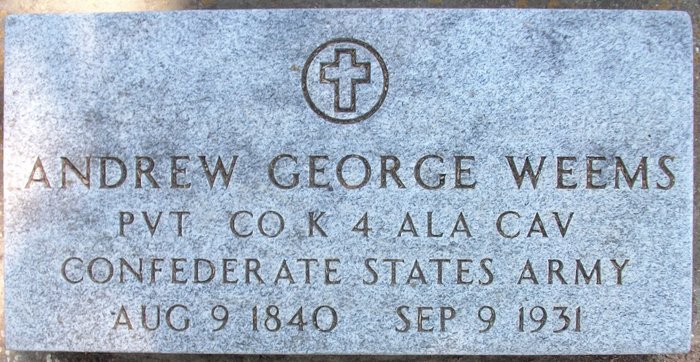 ANDREW GEORGE WEEMS
PVT CO K 4 ALA CAV
CONFEDERATE STATES ARMY
AUG 9 1840 SEP 9 1931